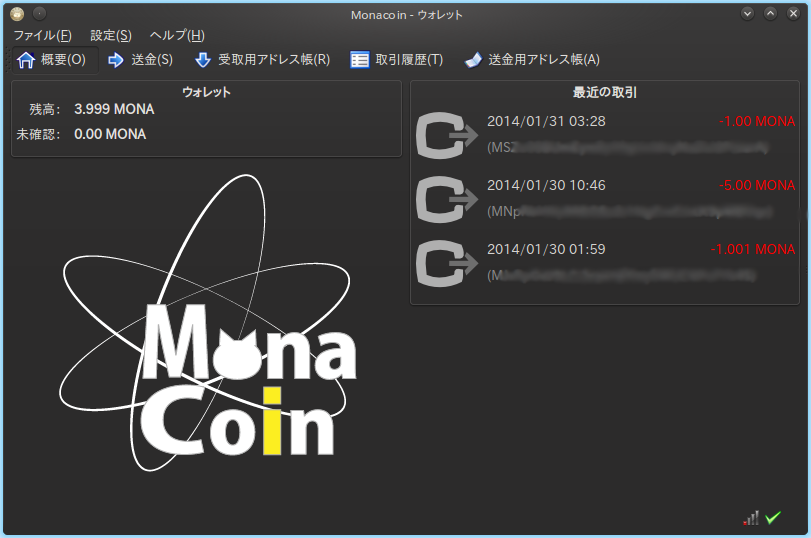 Monacoin - ウォレット
ファイル(F) 設定(S) ヘルプ(H)
概要(O) 送金(S) 受取用アドレス帳(R) 取引履歴(T) 送金用アドレス帳(A)
ウォレット
残高: 3.999 MONA
未確認: 0.00 MONA
最近の取引
2014/01/31 03:28 -1.00 MONA
(MS
2014/01/30 10:46 -5.00 MONA
(MNp
2014/01/30 01:59 -1.001 MONA
(M
Mona
Coin